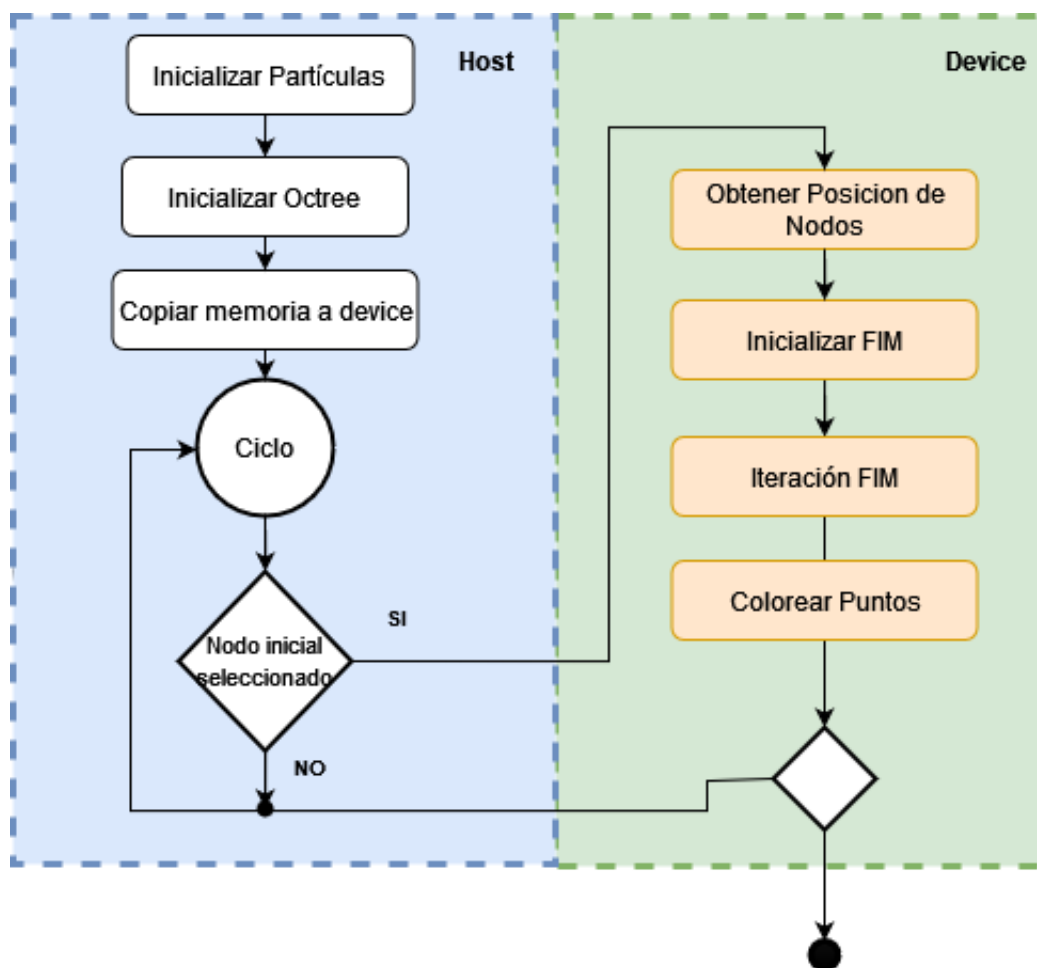 Host
Inicializar Partículas
Inicializar Octree
Copiar memoria a device
Ciclo
Nodo inicial
seleccionado
SI
NO
Device
Obtener Posicion de
Nodos
Inicializar FIM
Iteración FIM
Colorear Puntos